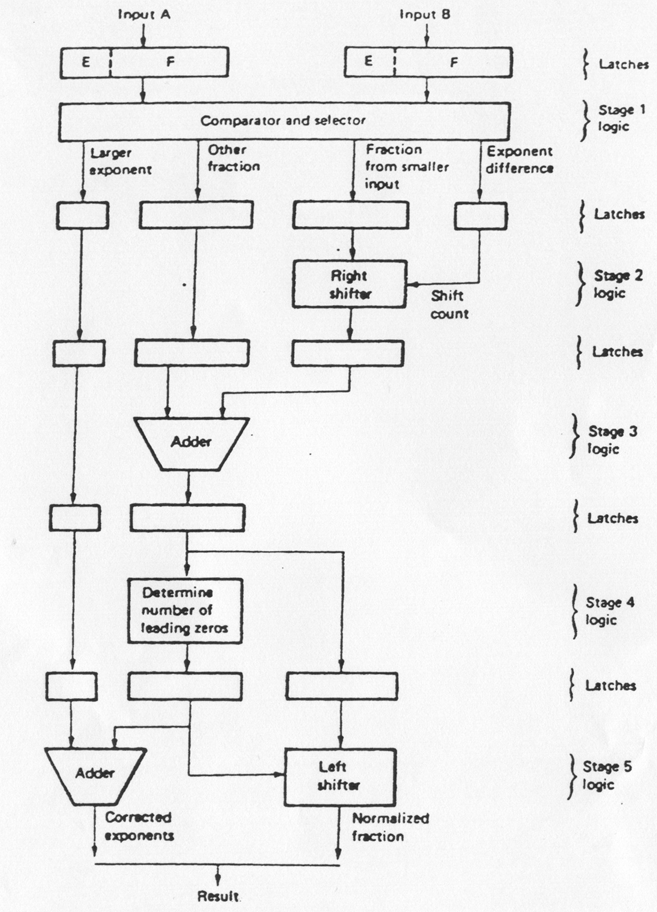 Input A
Input B
E F
E F
Latches
Comparator and selector
Stage 1
logic
Larger
exponent
Other
fraction
Fraction
from smaller
input
Exponent
difference
Latches
Right
shifter
Shift
count
Stage 2
logic
Latches
Adder
Stage 3
logic
Latches
Determine
number of
leading zeros
Stage 4
logic
Latches
Adder
Left
shifter
Stage 5
logic
Corrected
exponents
Normalized
fraction
Result